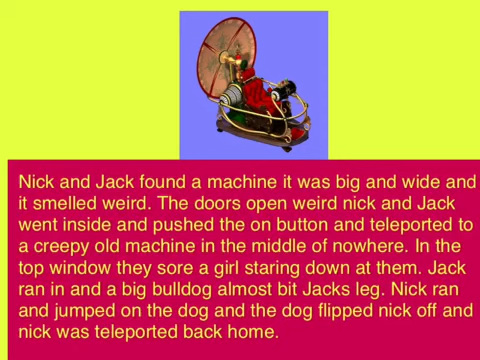 Nick and Jack found a machine it was big and wide and
it smelled weird. The doors open weird nick and Jack
went inside and pushed the on button and teleported to
a creepy old machine in the middle of nowhere. In the
top window they sore a girl staring down at them. Jack
ran in and a big bulldog almost bit Jacks leg. Nick ran
and jumped on the dog and the dog flipped nick off and
nick was teleported back home.